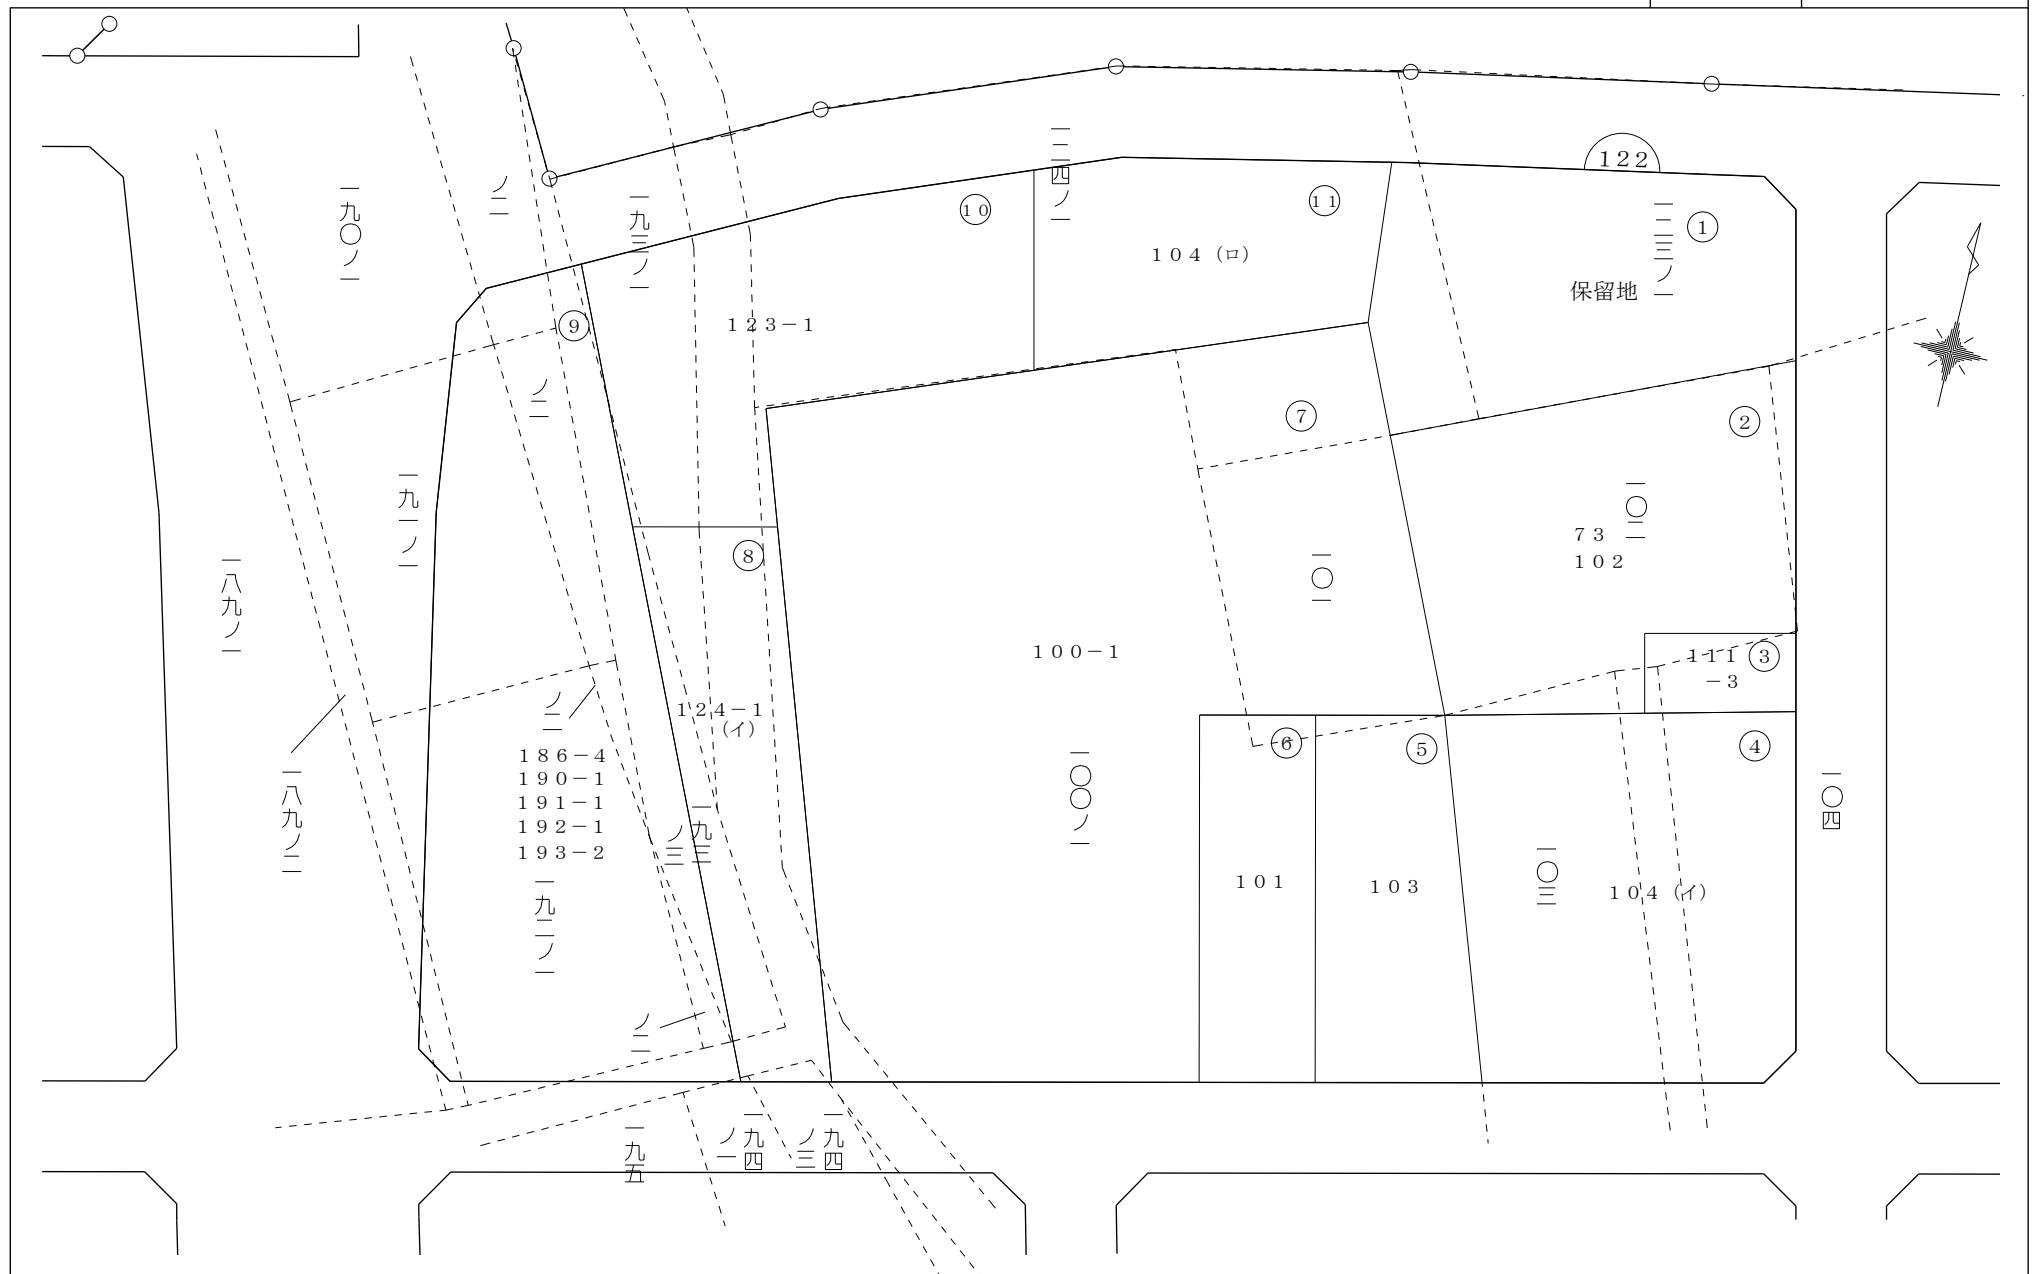 122
①
保留地
一二三ノ一
⑩
一二四ノ一
⑪
104（ロ）
一九〇ノ一
ノ二
一九三ノ一
123－1
⑨
ノ二
⑦
②
一九一ノ一
一〇二
73
102
⑧
一八九ノ一
一〇一
100－1
111
－3
③
124－1
（イ）
ノ二
186－4
190－1
191－1
192－1
193－2
一九二ノ一
⑥
⑤
④
一八九ノ二
一〇〇ノ一
一〇四
一九三
ノ三
101
103
一〇三
104（イ）
ノ二
一九五
一九四
ノ一
一九四
ノ三